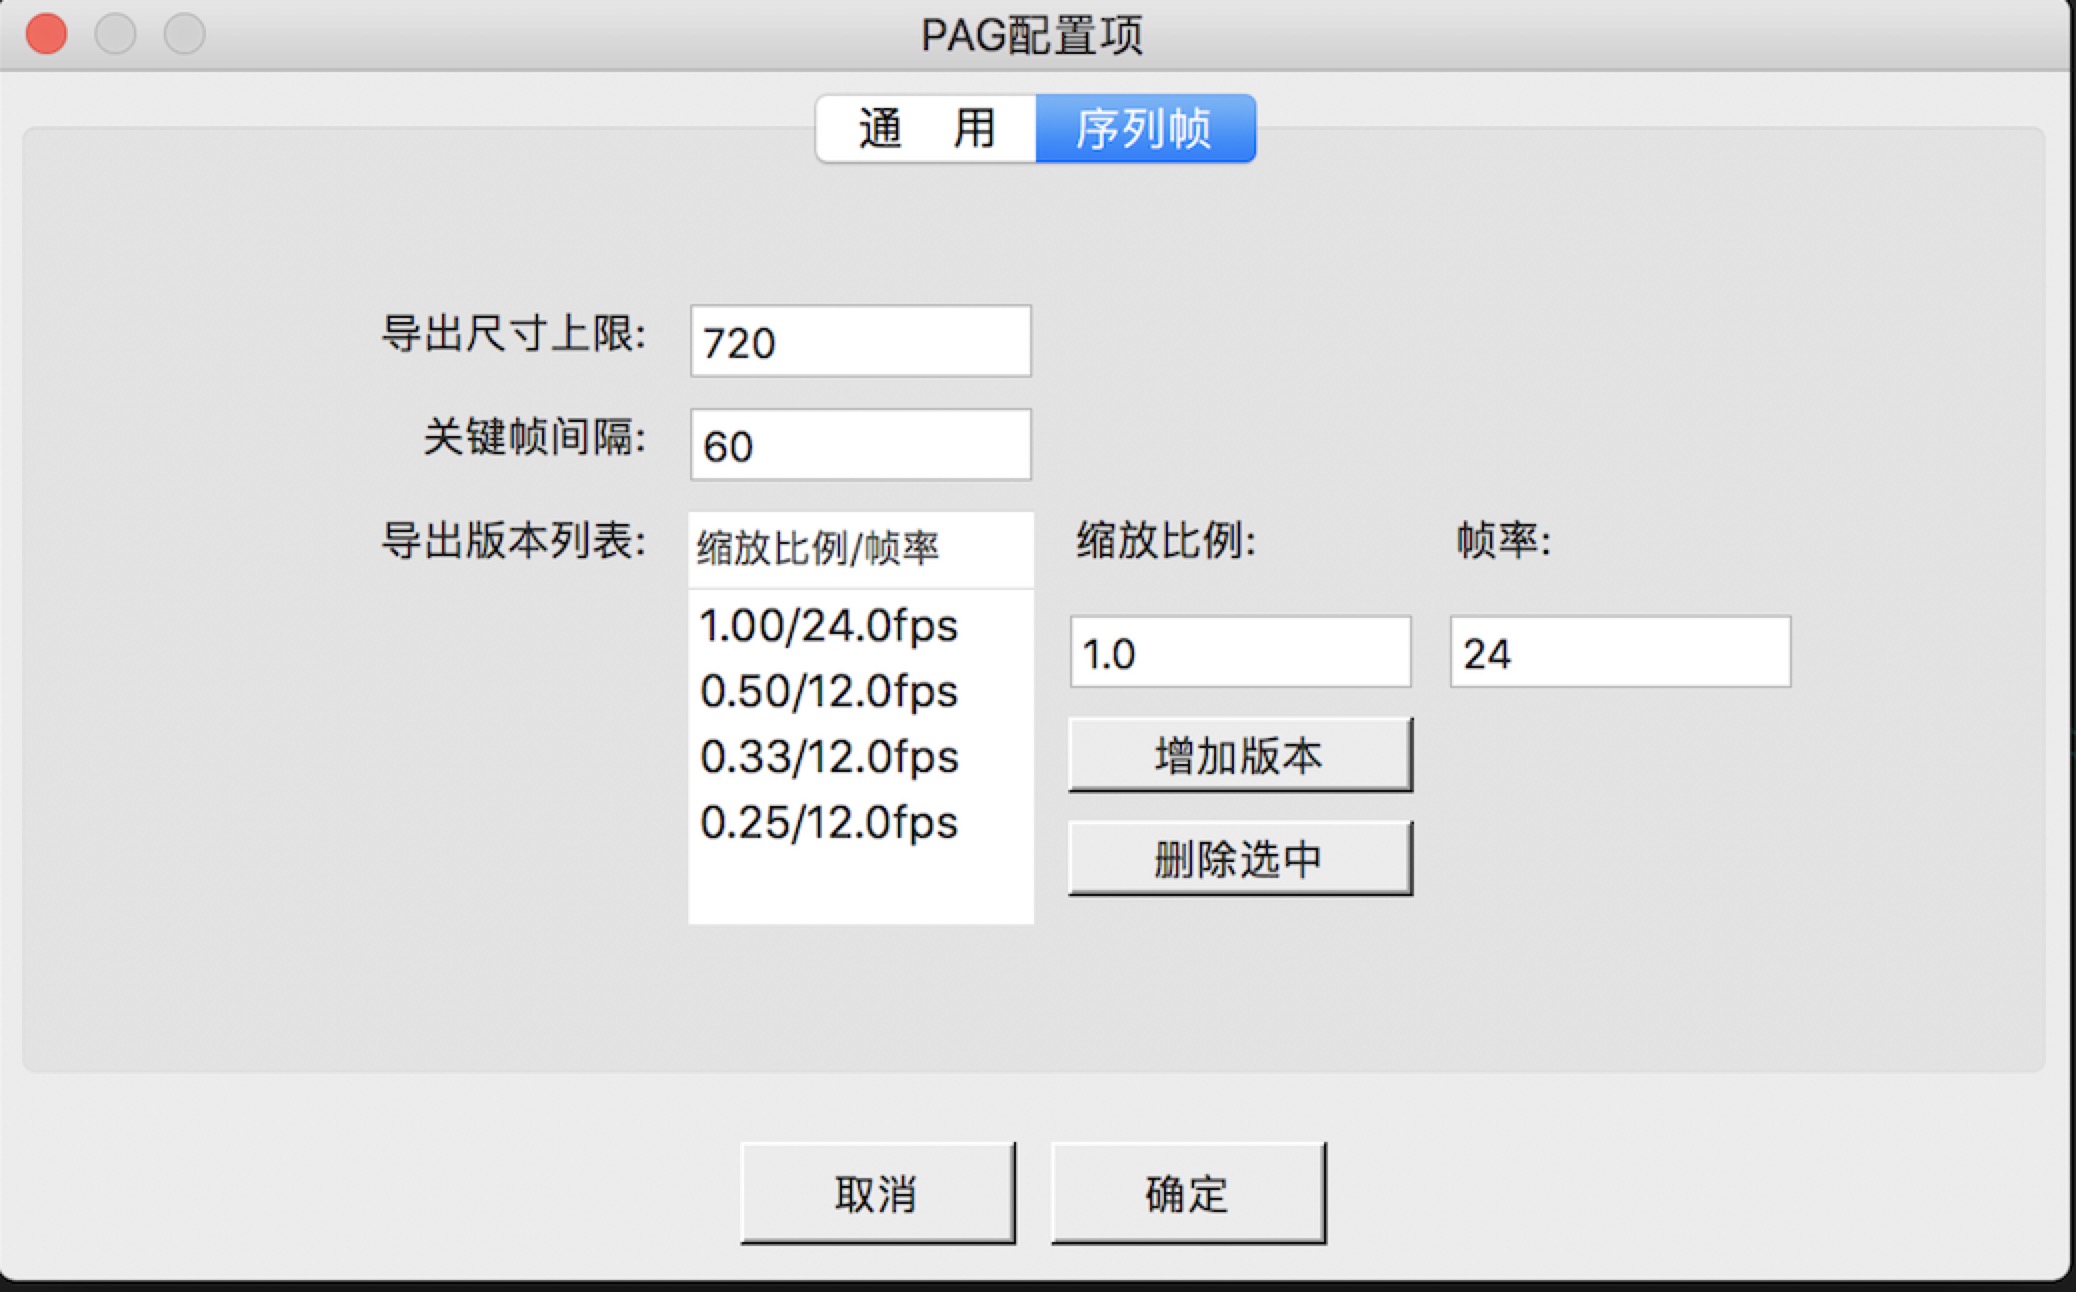 PAG配置项
通 用 序列帧
导出尺寸上限: 720
关键帧间隔: 60
导出版本列表: 缩放比例/帧率 缩放比例: 帧率:
1.00/24.0fps 1.0 24
0.50/12.0fps
0.33/12.0fps 增加版本
0.25/12.0fps 删除选中
取消 确定